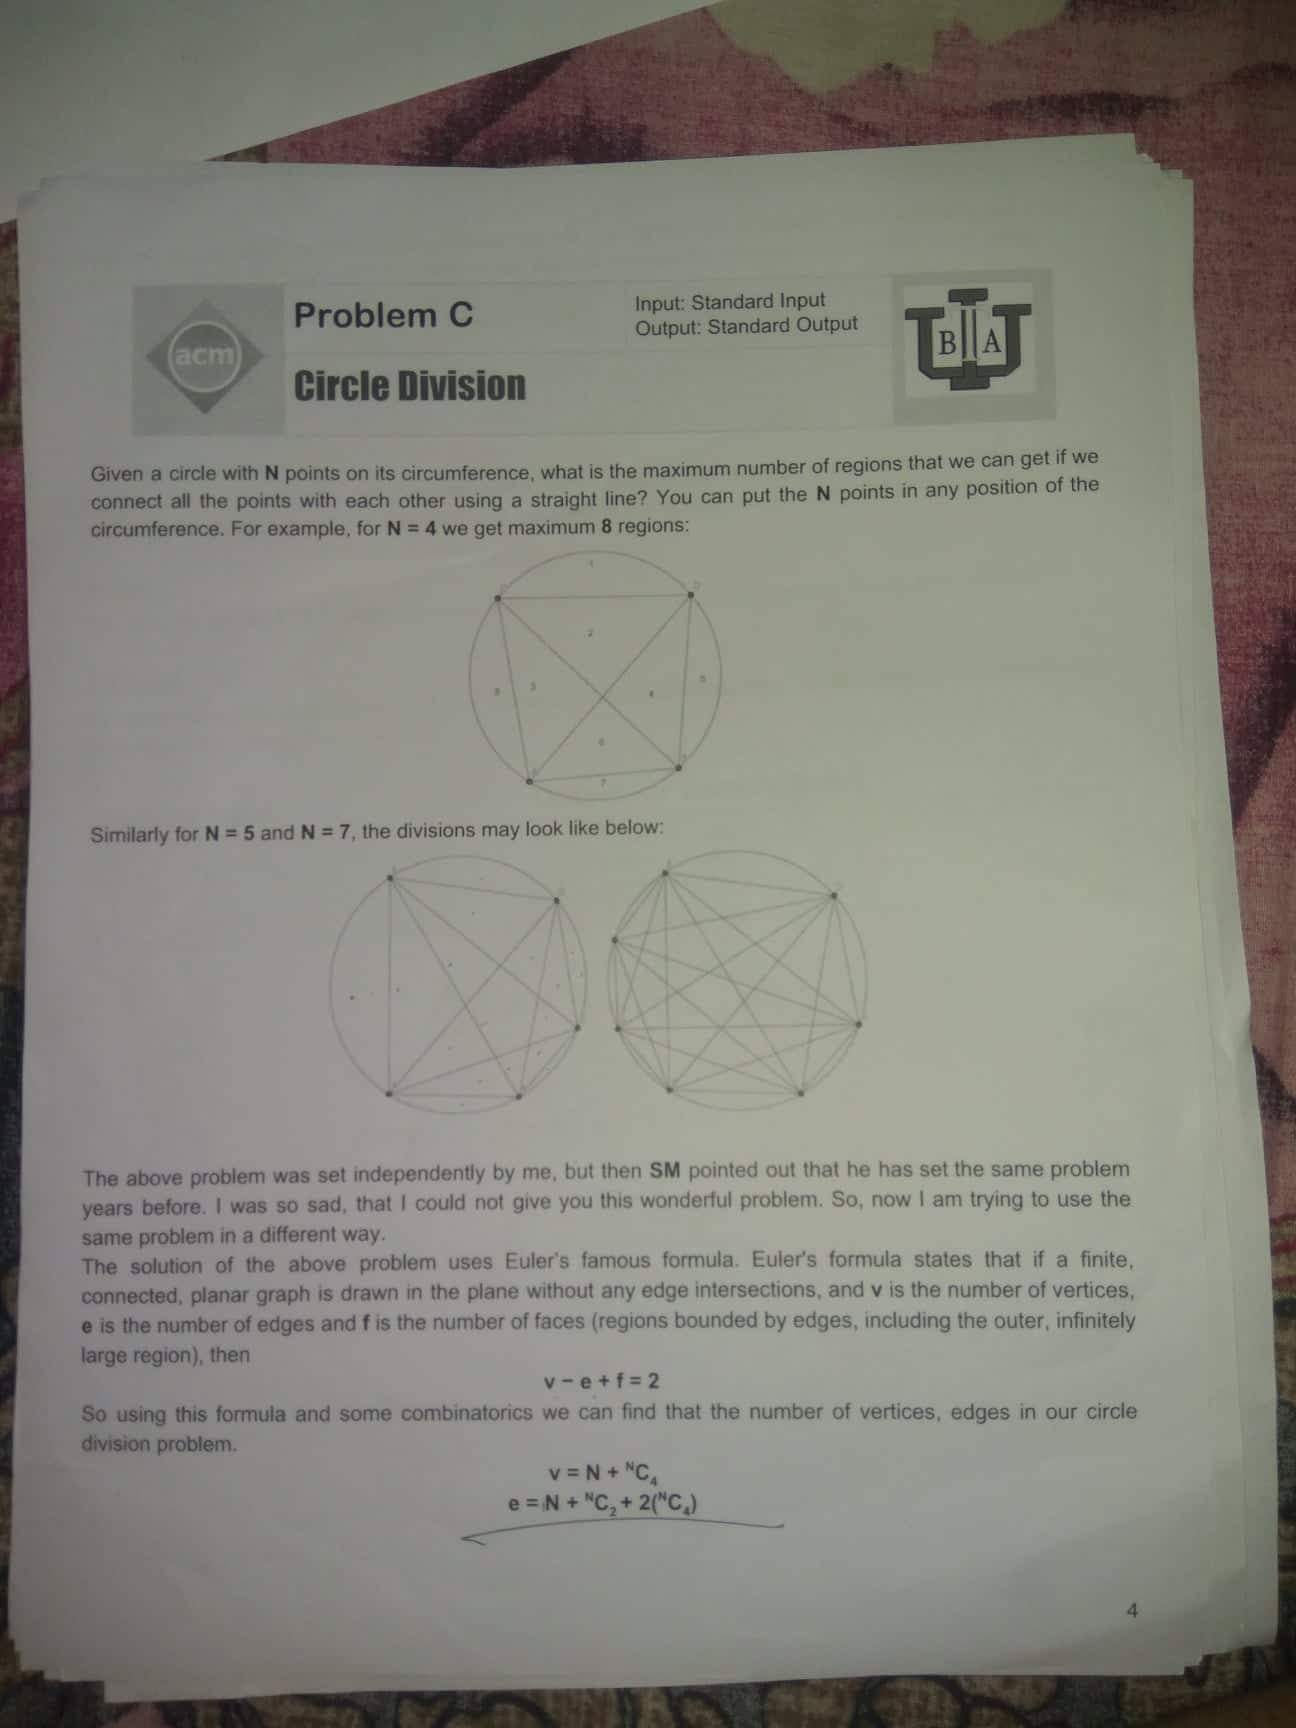 acm
Problem C
Input: Standard Input
Output: Standard Output
B A
Circle Division
Given a circle with N points on its circumference, what is the maximum number of regions that we can get if we
connect all the points with each other using a straight line? You can put the N points in any position of the
circumference. For example, for N = 4 we get maximum 8 regions:
1
2
3
4
5
6
7
8
Similarly for N = 5 and N = 7, the divisions may look like below:
The above problem was set independently by me, but then SM pointed out that he has set the same problem
years before. I was so sad, that I could not give you this wonderful problem. So, now I am trying to use the
same problem in a different way.
The solution of the above problem uses Euler's famous formula. Euler's formula states that if a finite,
connected, planar graph is drawn in the plane without any edge intersections, and v is the number of vertices,
e is the number of edges and f is the number of faces (regions bounded by edges, including the outer, infinitely
large region), then
v – e + f = 2
So using this formula and some combinatorics we can find that the number of vertices, edges in our circle
division problem.
v = N + ᴺC₄
e = N + ᴺC₂ + 2(ᴺC₄)
4